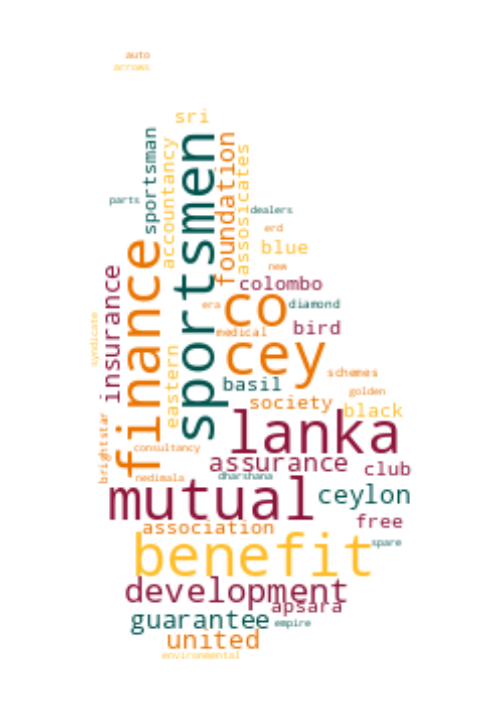 auto
arrows
sri
sportsman
accountancy
sportsmen
foundation
assosicates
parts
dealers
erd
blue
new
insurance
finance
colombo
era
co
diamond
medical
bird
syndicate
eastern
cey
schemes
basil
golden
society
black
brightstar
lanka
consultancy
assurance
club
nedimala
dharshana
mutual
ceylon
free
association
benefit
spare
development
apsara
guarantee
empire
united
environmental